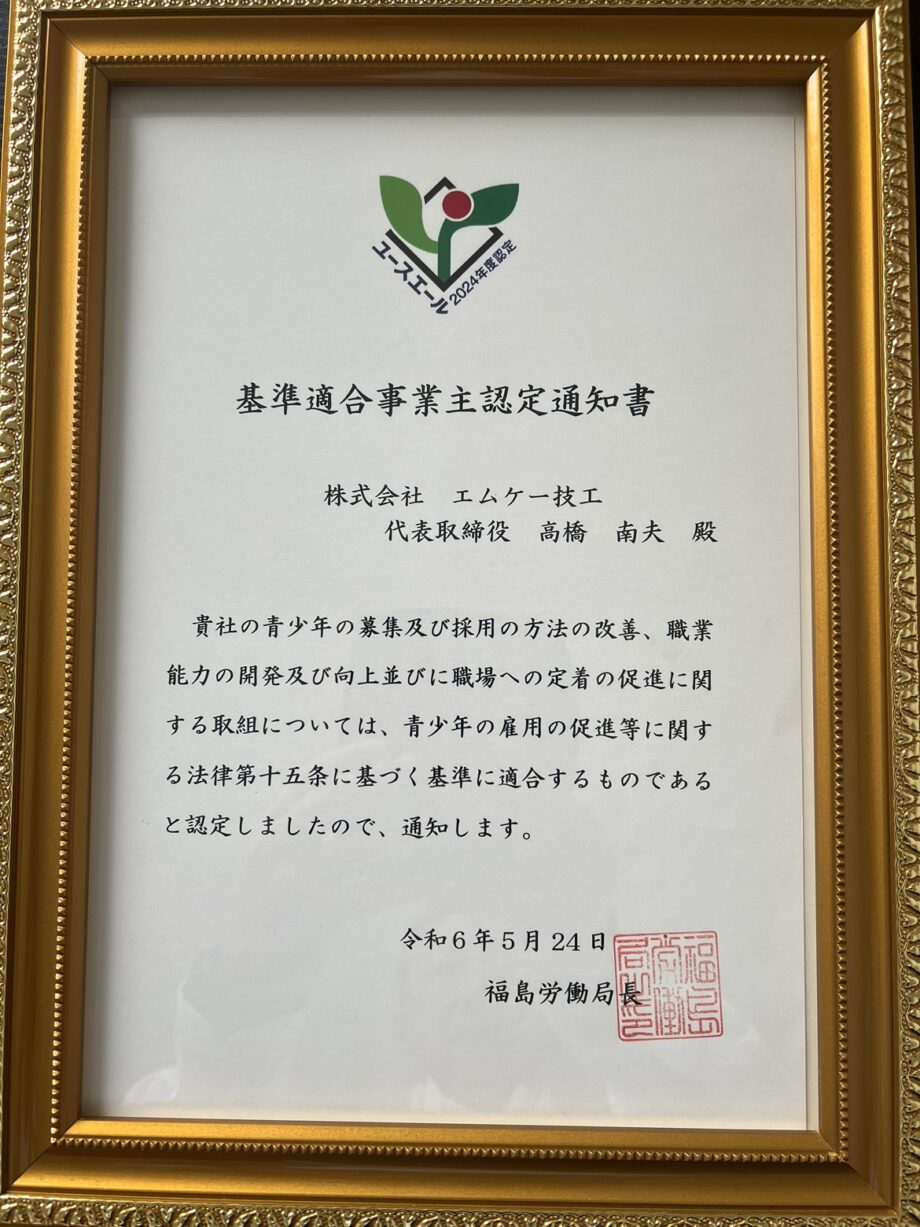 ユースエール
2024年度認定
基準適合事業主認定通知書
株式会社　エムケー技工
代表取締役　高橋　南夫　殿
貴社の青少年の募集及び採用の方法の改善、職業
能力の開発及び向上並びに職場への定着の促進に関
する取組については、青少年の雇用の促進等に関す
る法律第十五条に基づく基準に適合するものである
と認定しましたので、通知します。
令和６年５月24日
福島労働局長